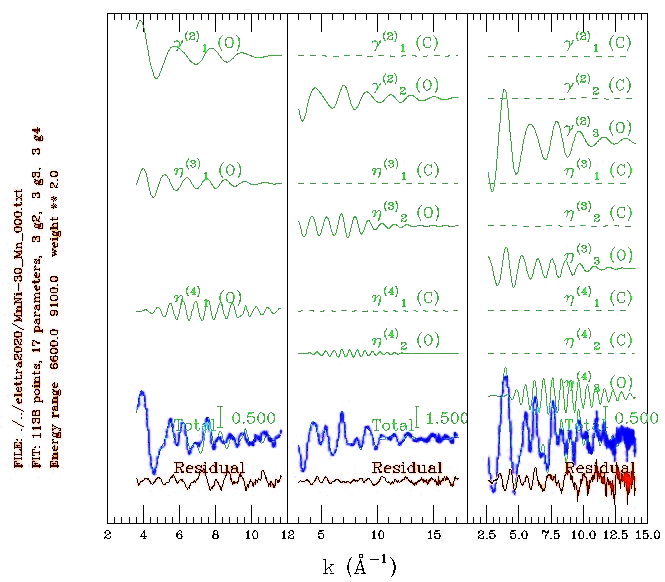 FILE: ./../elettra2020/MnNi-30_Mn_000.txt
FIT: 1138 points, 17 parameters, 3 g2, 3 g3, 3 g4
Energy range 6600.0 9100.0 weight ** 2.0
γ⁽²⁾₁ (O)
η⁽³⁾₁ (O)
η⁽⁴⁾₁ (O)
Total 0.500
Residual
γ⁽²⁾₁ (C)
γ⁽²⁾₂ (O)
η⁽³⁾₁ (C)
η⁽³⁾₂ (O)
η⁽⁴⁾₁ (C)
η⁽⁴⁾₂ (O)
Total 1.500
Residual
γ⁽²⁾₁ (C)
γ⁽²⁾₂ (C)
γ⁽²⁾₃ (O)
η⁽³⁾₁ (C)
η⁽³⁾₂ (C)
η⁽³⁾₃ (O)
η⁽⁴⁾₁ (C)
η⁽⁴⁾₂ (C)
η⁽⁴⁾₃ (O)
Total 0.500
Residual
2 4 6 8 10 12 5 10 15 2.5 5.0 7.5 10.0 12.5 15.0
k (Å⁻¹)